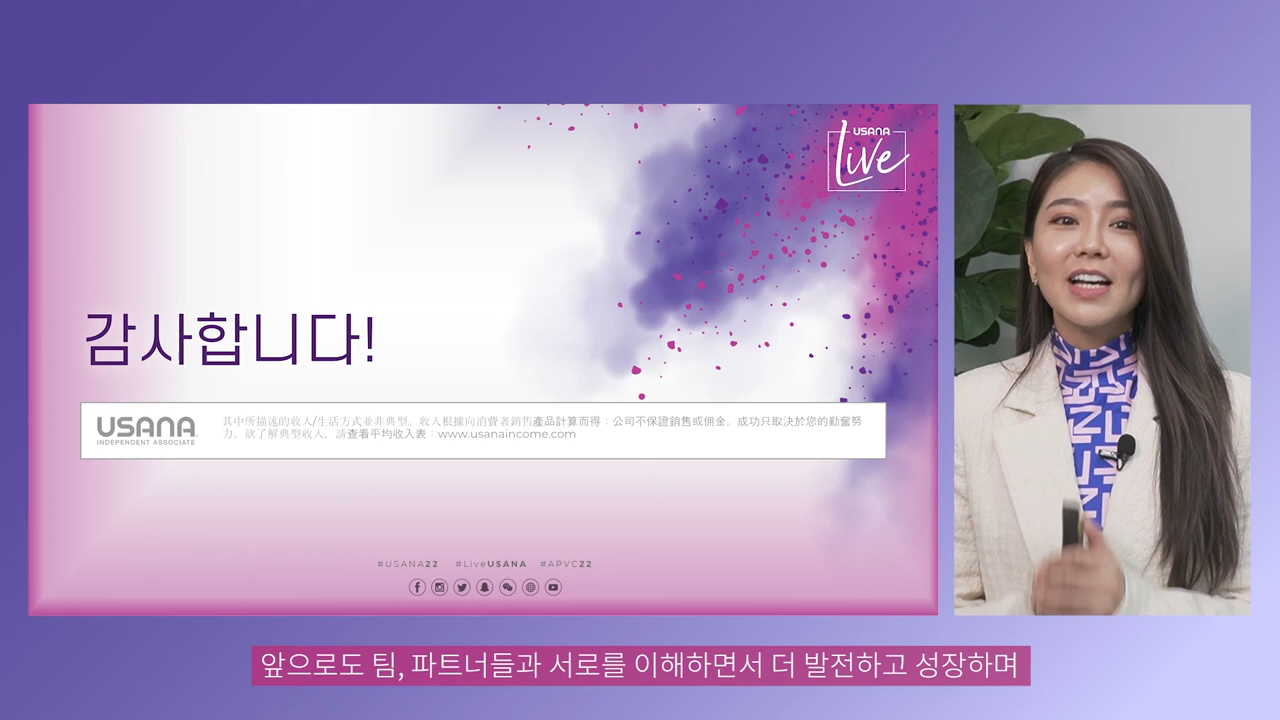 USANA
Live
감사합니다!
USANA
INDEPENDENT ASSOCIATE
其中所描述的收入/生活方式並非典型。收入根據向消費者銷售產品計算而得：公司不保證銷售或佣金。成功只取決於您的勤奮努
力。欲了解典型收入，請查看平均收入表：www.usanaincome.com
#USANA22 #LiveUSANA #APVC22
앞으로도 팀, 파트너들과 서로를 이해하면서 더 발전하고 성장하며